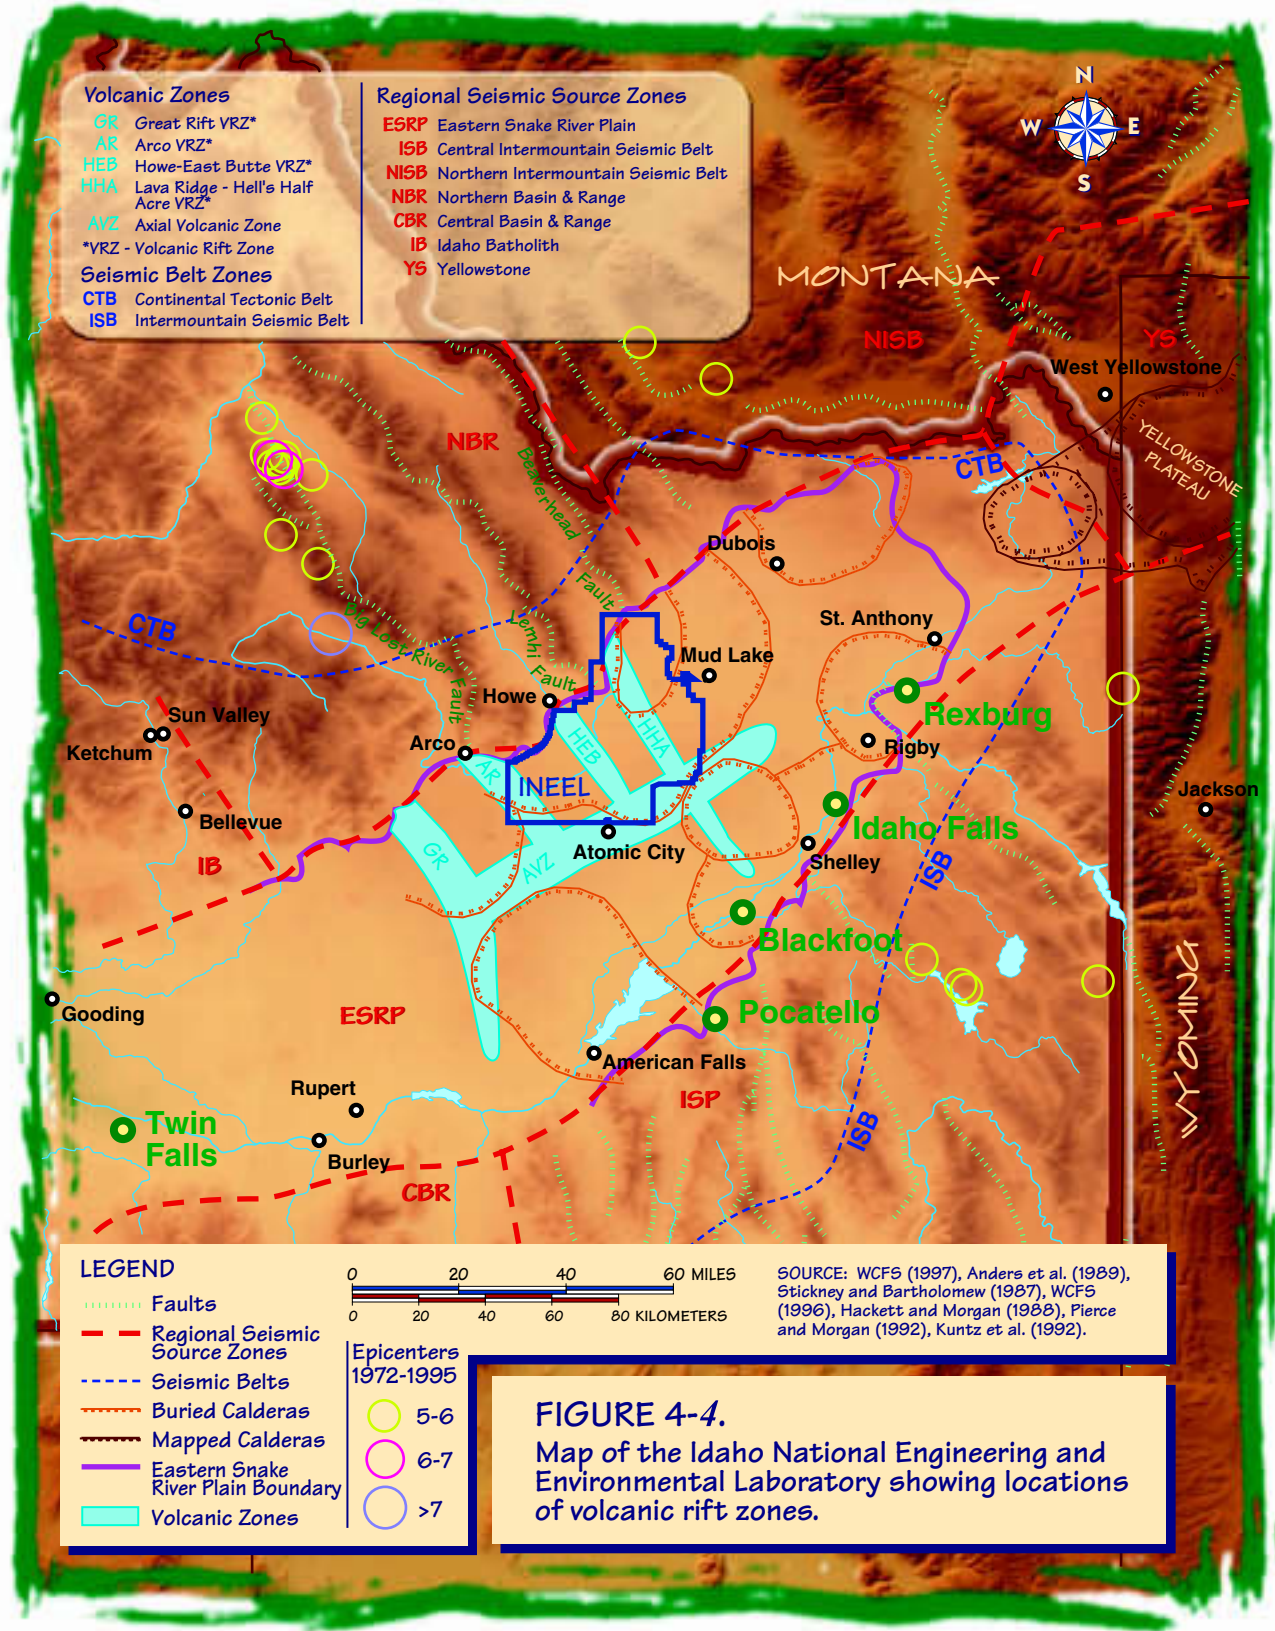 Volcanic Zones
GR Great Rift VRZ*
AR Arco VRZ*
HEB Howe-East Butte VRZ*
HHA Lava Ridge - Hell's Half
Acre VRZ*
AVZ Axial Volcanic Zone
*VRZ - Volcanic Rift Zone
Seismic Belt Zones
CTB Continental Tectonic Belt
ISB Intermountain Seismic Belt
Regional Seismic Source Zones
ESRP Eastern Snake River Plain
ISB Central Intermountain Seismic Belt
NISB Northern Intermountain Seismic Belt
NBR Northern Basin & Range
CBR Central Basin & Range
IB Idaho Batholith
YS Yellowstone
N
W E
S
MONTANA
NISB
YS
West Yellowstone
YELLOWSTONE
PLATEAU
NBR
CTB
Beaverhead
Fault
Dubois
St. Anthony
CTB
Big Lost River Fault
Lemhi Fault
Mud Lake
Howe
Rexburg
Sun Valley
Ketchum
Arco
Rigby
HEB
HHA
AR
INEEL
Jackson
Bellevue
Idaho Falls
GR
AVZ
Atomic City
Shelley
IB
ISB
Blackfoot
WYOMING
Gooding
ESRP
Pocatello
American Falls
Rupert
ISP
Twin
Falls
Burley
ISB
CBR
LEGEND
Faults
Regional Seismic
Source Zones
Seismic Belts
Buried Calderas
Mapped Calderas
Eastern Snake
River Plain Boundary
Volcanic Zones
0 20 40 60 MILES
0 20 40 60 80 KILOMETERS
Epicenters
1972-1995
5-6
6-7
>7
SOURCE: WCFS (1997), Anders et al. (1989),
Stickney and Bartholomew (1987), WCFS
(1996), Hackett and Morgan (1988), Pierce
and Morgan (1992), Kuntz et al. (1992).
FIGURE 4-4.
Map of the Idaho National Engineering and
Environmental Laboratory showing locations
of volcanic rift zones.